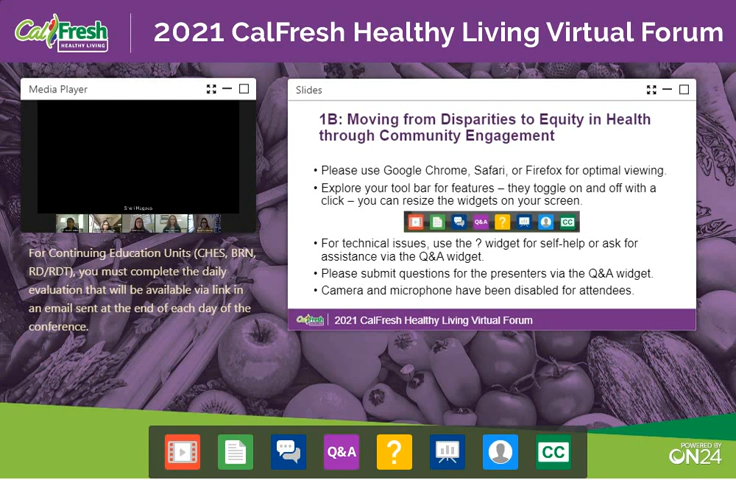 CalFresh
HEALTHY LIVING
2021 CalFresh Healthy Living Virtual Forum
Media Player
Slides
1B: Moving from Disparities to Equity in Health
through Community Engagement
• Please use Google Chrome, Safari, or Firefox for optimal viewing.
• Explore your tool bar for features – they toggle on and off with a
click – you can resize the widgets on your screen.
Q&A ? CC
• For technical issues, use the ? widget for self-help or ask for
assistance via the Q&A widget.
• Please submit questions for the presenters via the Q&A widget.
• Camera and microphone have been disabled for attendees.
CalFresh
2021 CalFresh Healthy Living Virtual Forum
For Continuing Education Units (CHES, BRN,
RD/RDT), you must complete the daily
evaluation that will be available via link in
an email sent at the end of each day of the
conference.
Q&A ? CC
POWERED BY
ON24